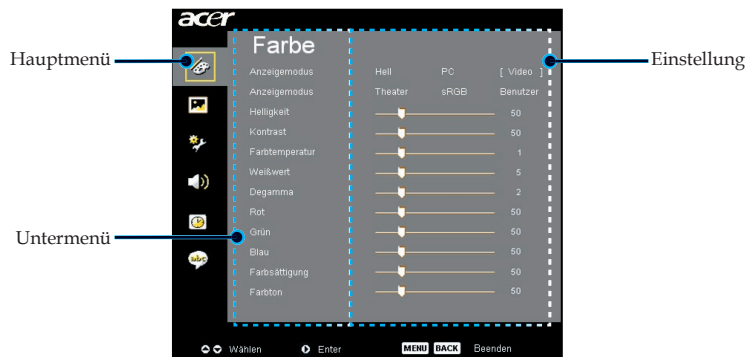 acer
Farbe
Hauptmenü
Einstellung
Anzeigemodus Hell PC [ Video ]
Anzeigemodus Theater sRGB Benutzer
Helligkeit 50
Kontrast 50
Farbtemperatur 1
Weißwert 5
Degamma 2
Rot 50
Untermenü
Grün 50
Blau 50
Farbsättigung 50
Farbton 50
abc
Wählen Enter MENU BACK Beenden